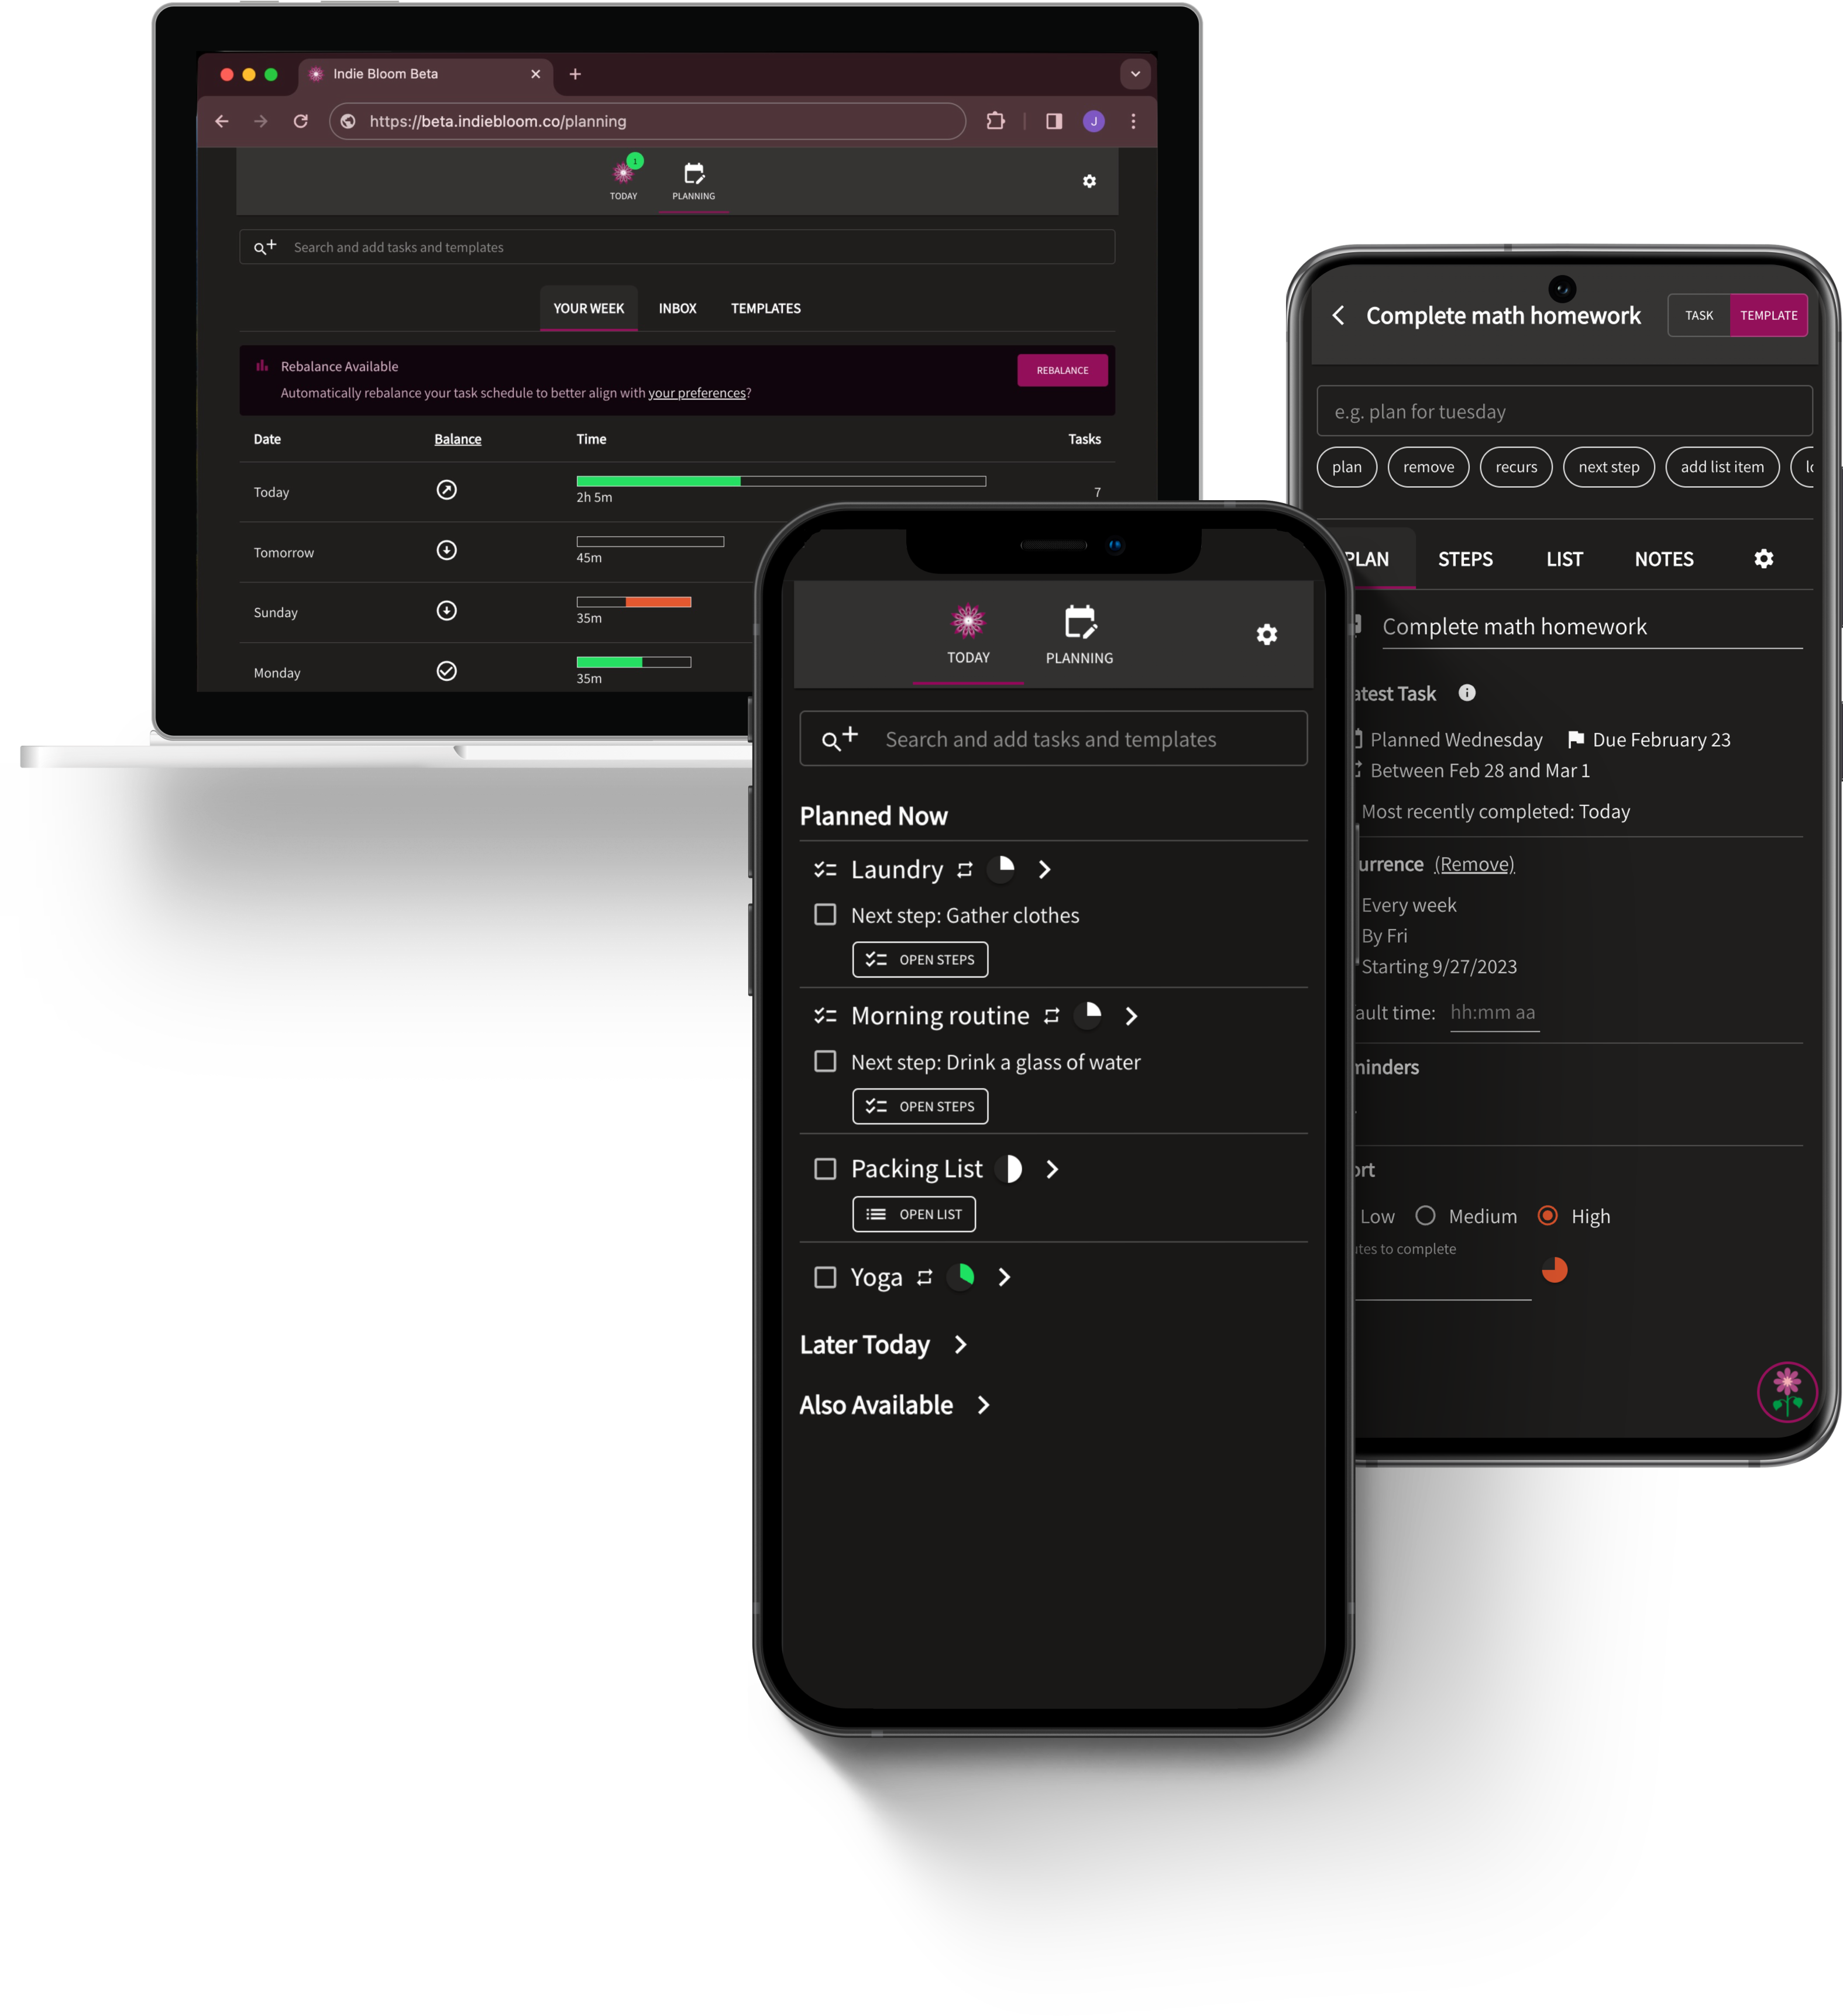 Indie Bloom Beta
https://beta.indiebloom.co/planning
J
1
TODAY
PLANNING
Search and add tasks and templates
YOUR WEEK
INBOX
TEMPLATES
Rebalance Available
Automatically rebalance your task schedule to better align with your preferences?
REBALANCE
Date
Balance
Time
Tasks
Today
2h 5m
7
Tomorrow
45m
Sunday
35m
Monday
35m
Complete math homework
TASK
TEMPLATE
e.g. plan for tuesday
plan
remove
recurs
next step
add list item
PLAN
STEPS
LIST
NOTES
Complete math homework
Task
Planned Wednesday
Due February 23
Between Feb 28 and Mar 1
Most recently completed: Today
(Remove)
Every week
By Fri
Starting 9/27/2023
time: hh:mm aa
Low
Medium
High
to complete
TODAY
PLANNING
Search and add tasks and templates
Planned Now
Laundry
Next step: Gather clothes
OPEN STEPS
Morning routine
Next step: Drink a glass of water
OPEN STEPS
Packing List
OPEN LIST
Yoga
Later Today
Also Available